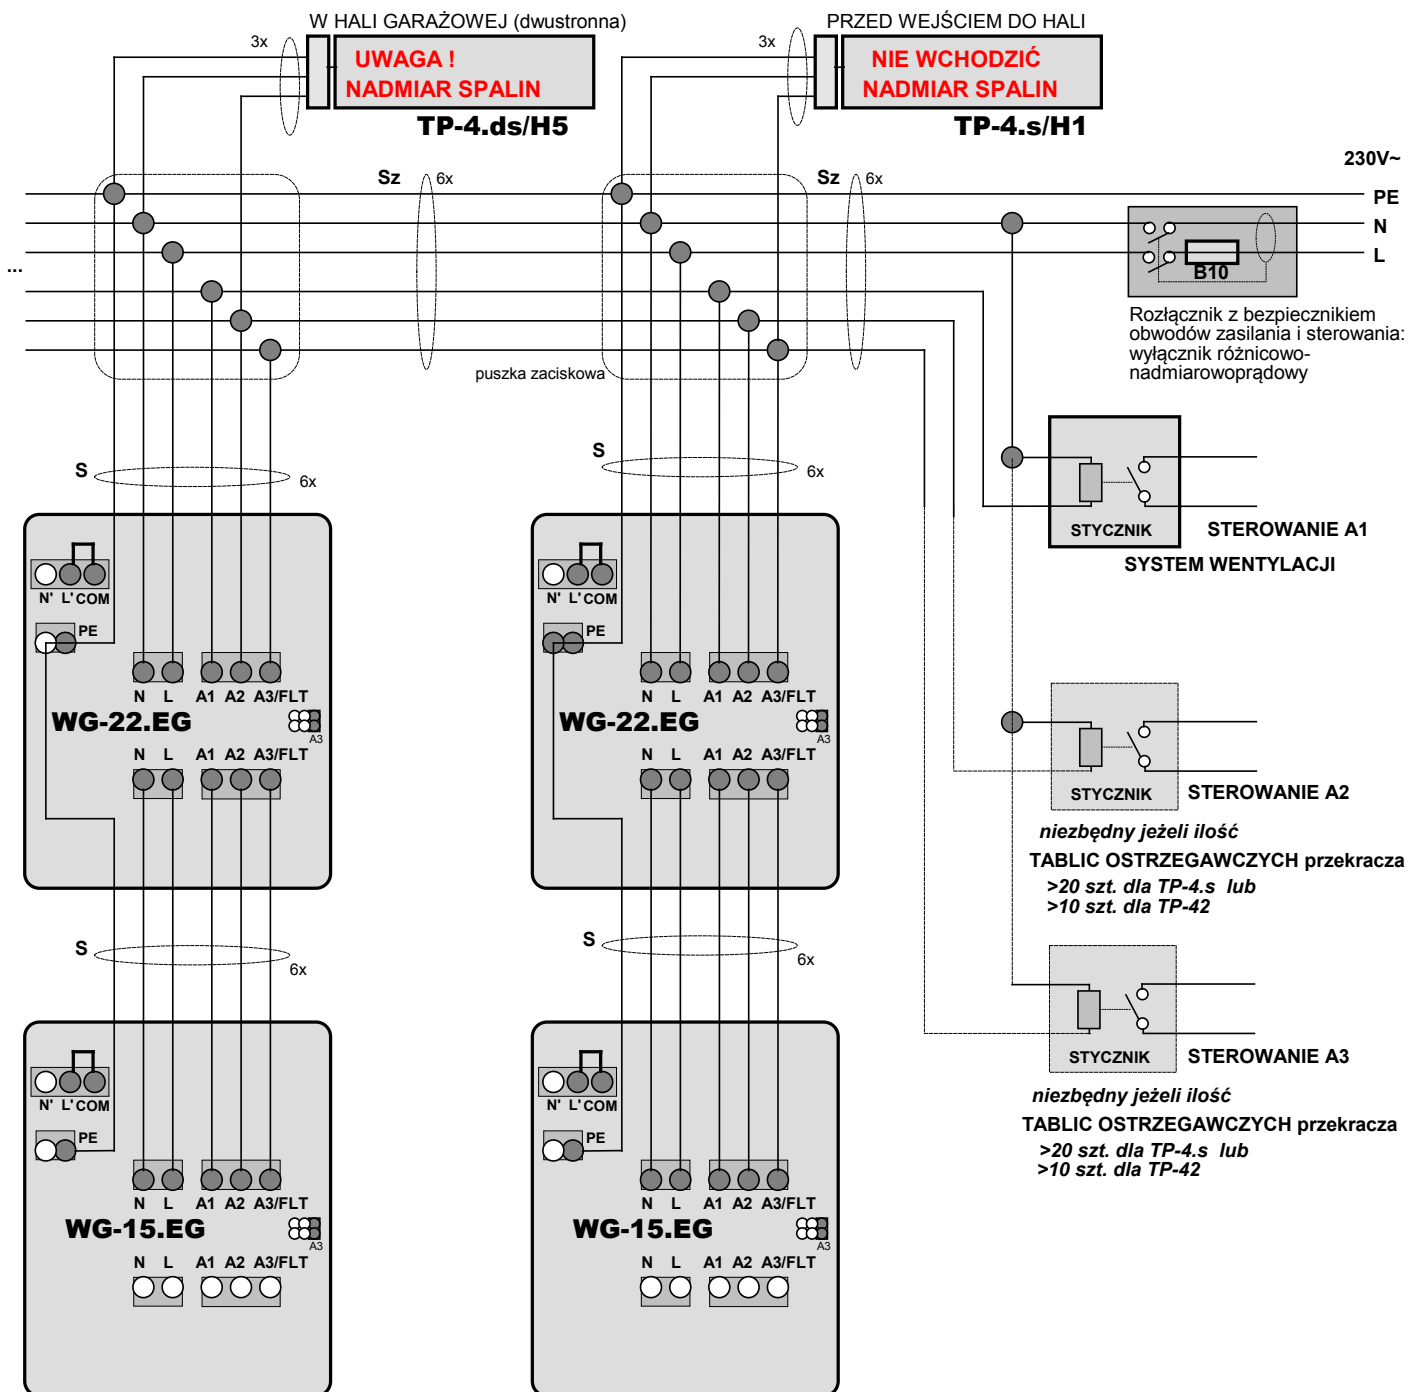 W HALI GARAŻOWEJ (dwustronna)
PRZED WEJŚCIEM DO HALI
3x
UWAGA !
NADMIAR SPALIN
3x
NIE WCHODZIĆ
NADMIAR SPALIN
TP-4.ds/H5
TP-4.s/H1
230V~
Sz
6x
Sz
6x
PE
N
L
...
B10
Rozłącznik z bezpiecznikiem
obwodów zasilania i sterowania:
wyłącznik różnicowo-
nadmiarowoprądowy
puszka zaciskowa
S
6x
S
6x
STYCZNIK
STEROWANIE A1
SYSTEM WENTYLACJI
N' L' COM
PE
N L A1 A2 A3/FLT
WG-22.EG
A3
N L A1 A2 A3/FLT
N' L' COM
PE
N L A1 A2 A3/FLT
WG-22.EG
A3
N L A1 A2 A3/FLT
STYCZNIK
STEROWANIE A2
niezbędny jeżeli ilość
TABLIC OSTRZEGAWCZYCH przekracza
>20 szt. dla TP-4.s lub
>10 szt. dla TP-42
S
6x
S
6x
STYCZNIK
STEROWANIE A3
niezbędny jeżeli ilość
TABLIC OSTRZEGAWCZYCH przekracza
>20 szt. dla TP-4.s lub
>10 szt. dla TP-42
N' L' COM
PE
N L A1 A2 A3/FLT
WG-15.EG
A3
N L A1 A2 A3/FLT
N' L' COM
PE
N L A1 A2 A3/FLT
WG-15.EG
A3
N L A1 A2 A3/FLT